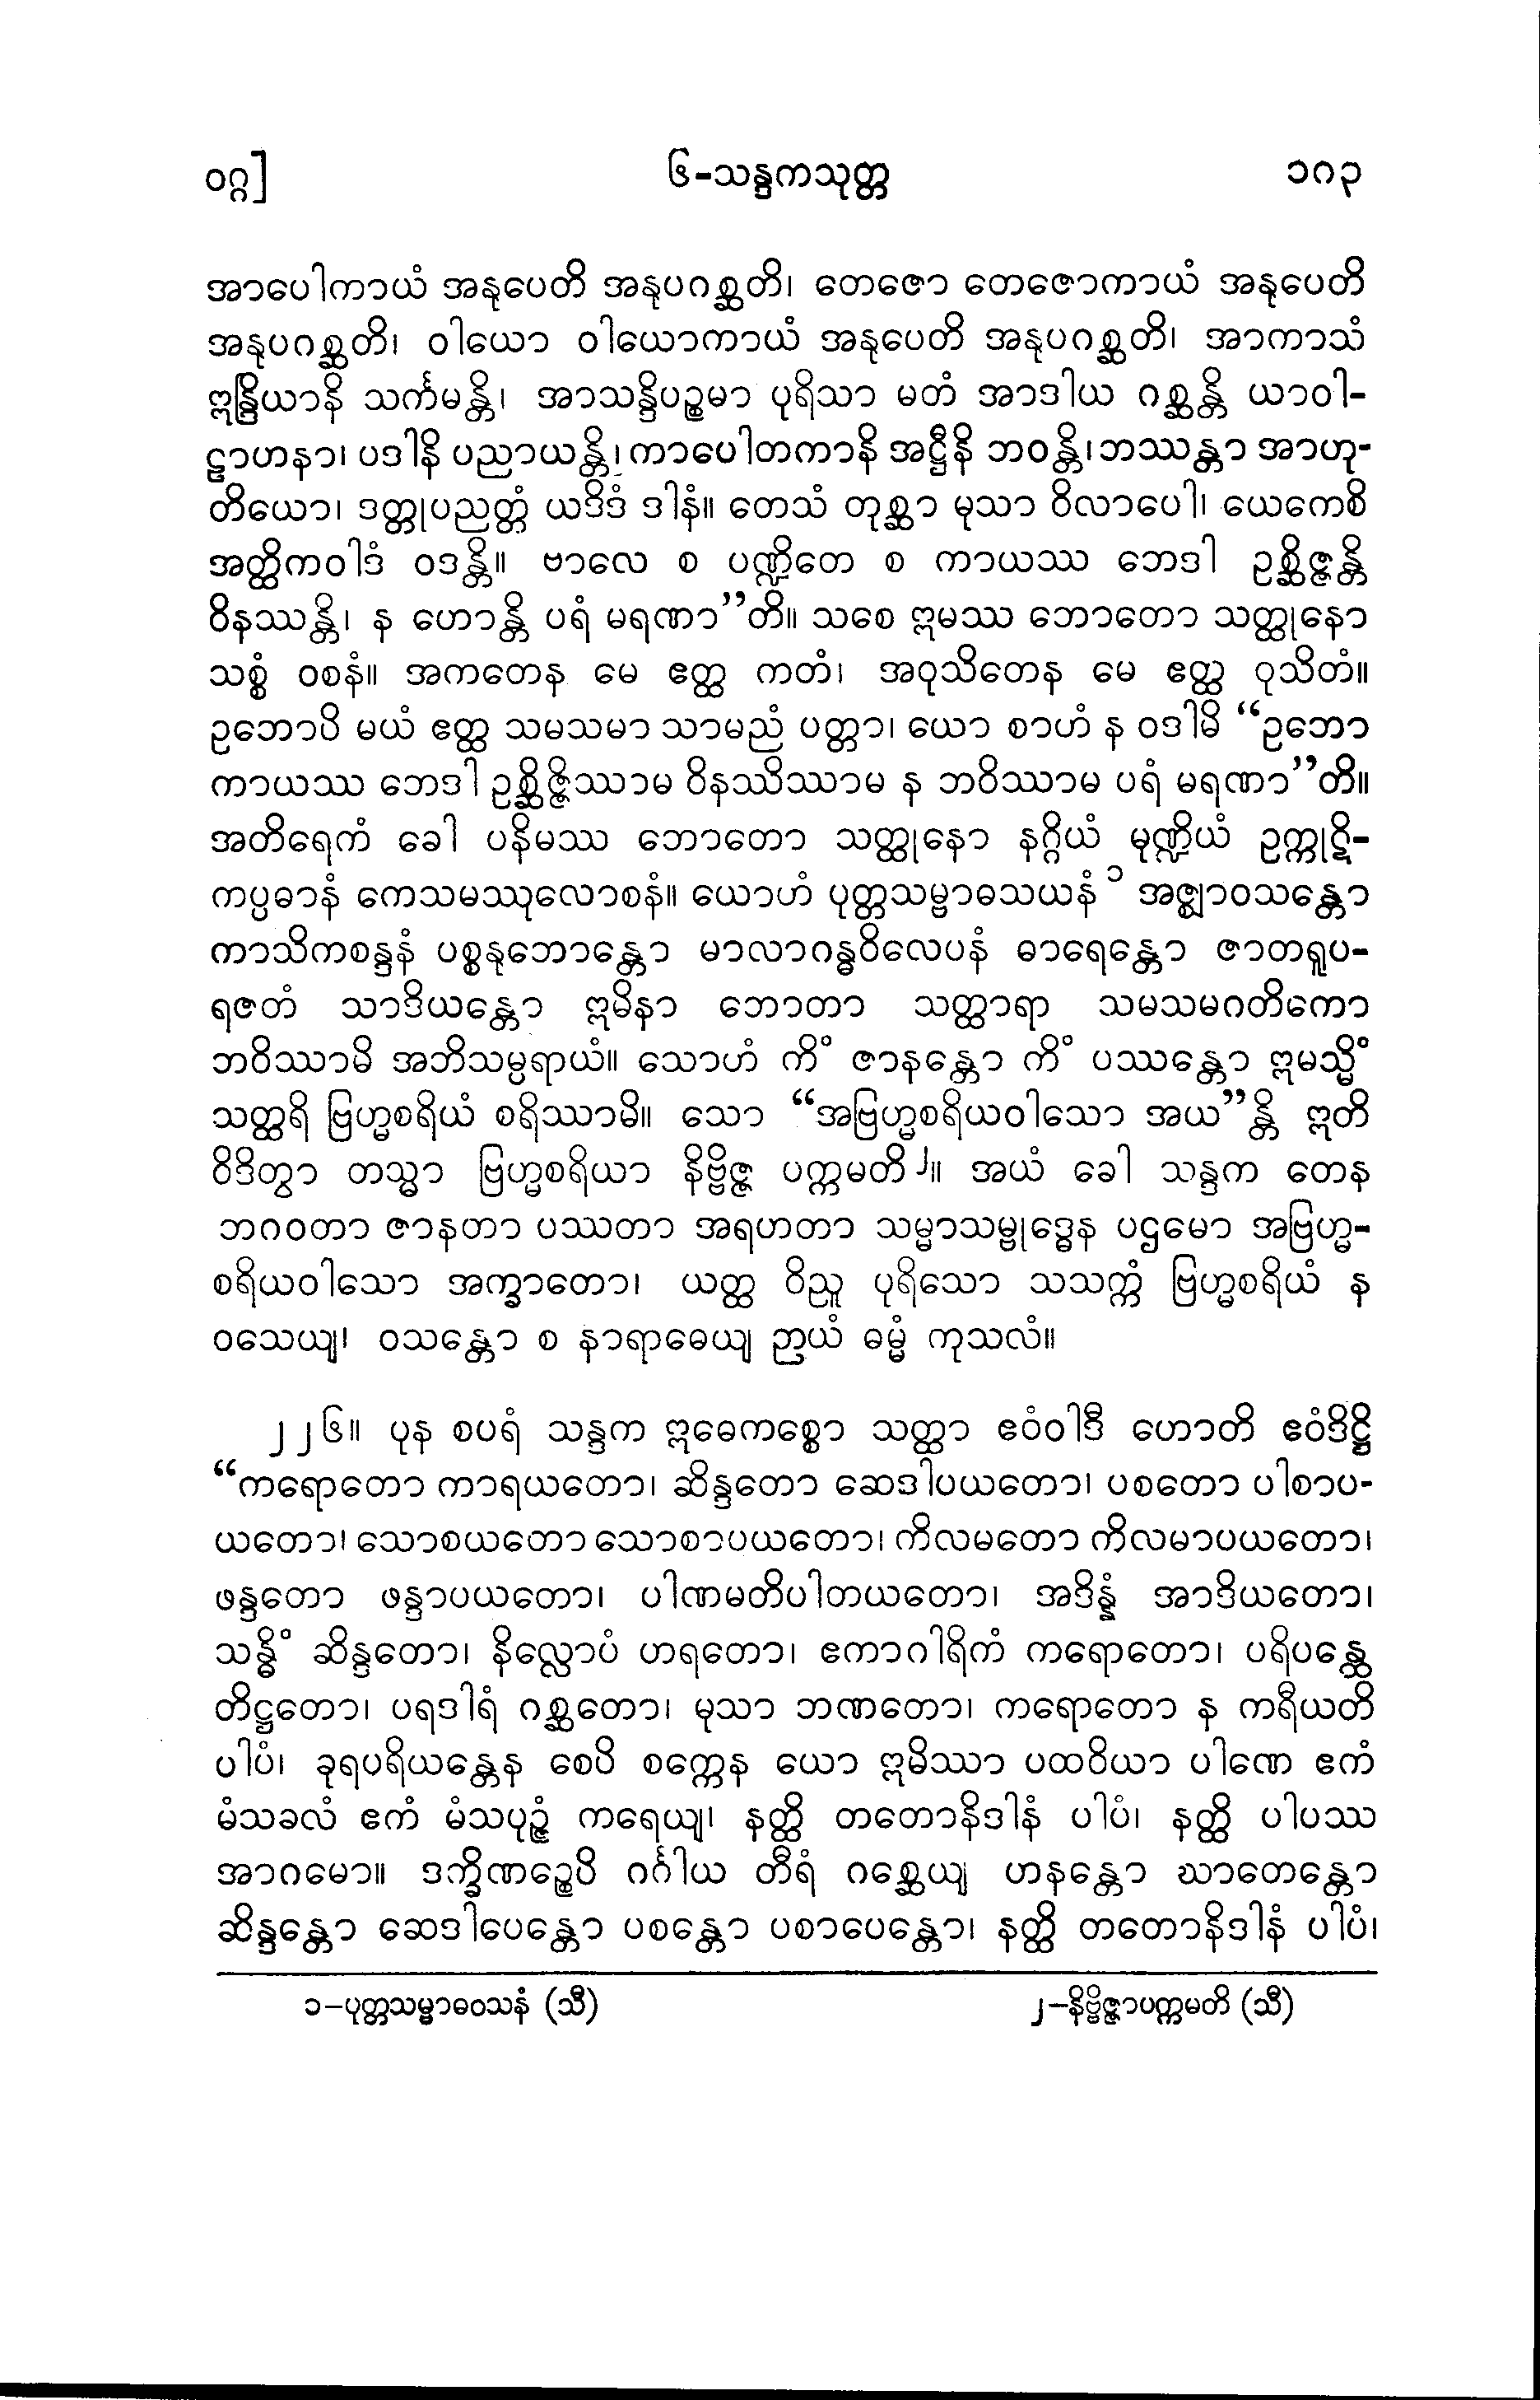 ဝဂ္ဂ]
၆-သန္ဒကသုတ္တ
၁ဂ၃
အာပေါကာယံ အနုပေတိ အနုပဂစ္ဆတိ၊ တေဇော တေဇောကာယံ အနုပေတိ
အနုပဂစ္ဆတိ၊ ဝါယော ဝါယောကာယံ အနုပေတိ အနုပဂစ္ဆတိ၊ အာကာသံ
ဣန္ဒြိယာနိ သင်္ကမန္တိ၊ အာသန္ဒိပဉ္စမာ ပုရိသာ မတံ အာဒါယ ဂစ္ဆန္တိ ယာဝါ-
ဠာဟနာ၊ ပဒါနိ ပညာယန္တိ၊ ကာပေါတကာနိ အဋ္ဌီနိ ဘဝန္တိ၊ ဘဿန္တာ အာဟု-
တိယော၊ ဒတ္တုပညတ္တံ ယဒိဒံ ဒါနံ။ တေသံ တုစ္ဆာ မုသာ ဝိလာပေါ၊ ယေကေစိ
အတ္ထိကဝါဒံ ဝဒန္တိ။ ဗာလေ စ ပဏ္ဍိတေ စ ကာယဿ ဘေဒါ ဥစ္ဆိဇ္ဇန္တိ
ဝိနဿန္တိ၊ န ဟောန္တိ ပရံ မရဏာ”တိ။ သစေ ဣမဿ ဘောတော သတ္ထုနော
သစ္စံ ဝစနံ။ အကတေန မေ ဧတ္ထ ကတံ၊ အဝုသိတေန မေ ဧတ္ထ ဝုသိတံ။
ဥဘောပိ မယံ ဧတ္ထ သမသမာ သာမညံ ပတ္တာ၊ ယော စာဟံ န ဝဒါမိ “ဥဘော
ကာယဿ ဘေဒါ ဥစ္ဆိဇ္ဇိဿာမ ဝိနဿိဿာမ န ဘဝိဿာမ ပရံ မရဏာ”တိ။
အတိရေကံ ခေါ ပနိမဿ ဘောတော သတ္ထုနော နဂ္ဂိယံ မုဏ္ဍိယံ ဥက္ကုဋိ-
ကပ္ပဓာနံ ကေသမဿုလောစနံ။ ယောဟံ ပုတ္တသမ္ဗာဓသယနံ ၁ အဇ္ဈာဝသန္တော
ကာသိကစန္ဒနံ ပစ္စနုဘောန္တော မာလာဂန္ဓဝိလေပနံ ဓာရေန္တော ဇာတရူပ-
ရဇတံ သာဒိယန္တော ဣမိနာ ဘောတာ သတ္ထာရာ သမသမဂတိကော
ဘဝိဿာမိ အဘိသမ္ပရာယံ။ သောဟံ ကိံ ဇာနန္တော ကိံ ပဿန္တော ဣမသ္မိံ
သတ္ထရိ ဗြဟ္မစရိယံ စရိဿာမိ။ သော “အဗြဟ္မစရိယဝါသော အယ”န္တိ ဣတိ
ဝိဒိတွာ တသ္မာ ဗြဟ္မစရိယာ နိဗ္ဗိဇ္ဇ ပက္ကမတိ ၂။ အယံ ခေါ သန္ဒက တေန
ဘဂဝတာ ဇာနတာ ပဿတာ အရဟတာ သမ္မာသမ္ဗုဒ္ဓေန ပဌမော အဗြဟ္မ-
စရိယဝါသော အက္ခာတော၊ ယတ္ထ ဝိညူ ပုရိသော သသက္ကံ ဗြဟ္မစရိယံ န
ဝသေယျ၊ ဝသန္တော စ နာရာဓေယျ ဉာယံ ဓမ္မံ ကုသလံ။
၂၂၆။ ပုန စပရံ သန္ဒက ဣဓေကစ္စော သတ္ထာ ဧဝံဝါဒီ ဟောတိ ဧဝံဒိဋ္ဌိ
“ကရောတော ကာရယတော၊ ဆိန္ဒတော ဆေဒါပယတော၊ ပစတော ပါစာပ-
ယတော၊ သောစယတော သောစာပယတော၊ ကိလမတော ကိလမာပယတော၊
ဖန္ဒတော ဖန္ဒာပယတော၊ ပါဏမတိပါတယတော၊ အဒိန္နံ အာဒိယတော၊
သန္ဓိံ ဆိန္ဒတော၊ နိလ္လောပံ ဟရတော၊ ဧကာဂါရိကံ ကရောတော၊ ပရိပန္ထေ
တိဋ္ဌတော၊ ပရဒါရံ ဂစ္ဆတော၊ မုသာ ဘဏတော၊ ကရောတော န ကရီယတိ
ပါပံ၊ ခုရပရိယန္တေန စေပိ စက္ကေန ယော ဣမိဿာ ပထဝိယာ ပါဏေ ဧကံ
မံသခလံ ဧကံ မံသပုဉ္ဇံ ကရေယျ၊ နတ္ထိ တတောနိဒါနံ ပါပံ၊ နတ္ထိ ပါပဿ
အာဂမော။ ဒက္ခိဏဉ္စေပိ ဂင်္ဂါယ တီရံ ဂစ္ဆေယျ ဟနန္တော ဃာတေန္တော
ဆိန္ဒန္တော ဆေဒါပေန္တော ပစန္တော ပစာပေန္တော၊ နတ္ထိ တတောနိဒါနံ ပါပံ၊
၁-ပုတ္တသမ္ဗာဓဝသနံ (သီ)
၂-နိဗ္ဗိဇ္ဇာပက္ကမတိ (သီ)